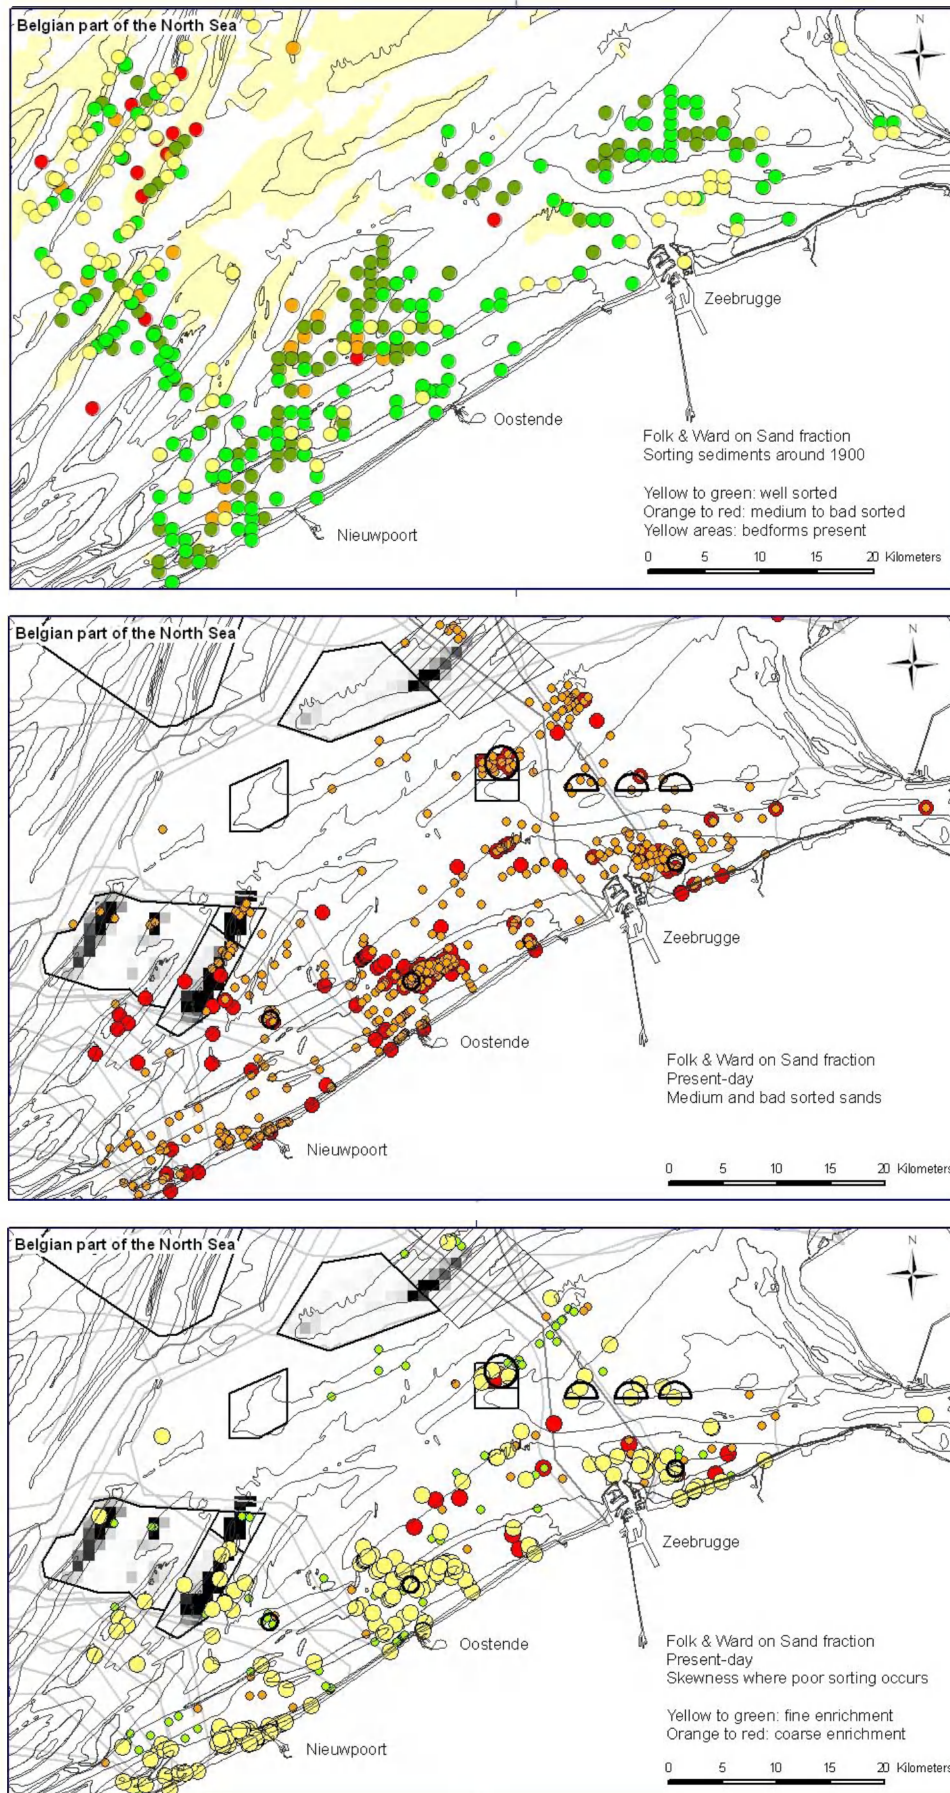 Belgian part of the North Sea
N
Zeebrugge
Oostende
Nieuwpoort
Folk & Ward on Sand fraction
Sorting sediments around 1900
Yellow to green: well sorted
Orange to red: medium to bad sorted
Yellow areas: bedforms present
0 5 10 15 20 Kilometers
Belgian part of the North Sea
N
Zeebrugge
Oostende
Nieuwpoort
Folk & Ward on Sand fraction
Present-day
Medium and bad sorted sands
0 5 10 15 20 Kilometers
Belgian part of the North Sea
N
Zeebrugge
Oostende
Nieuwpoort
Folk & Ward on Sand fraction
Present-day
Skewness where poor sorting occurs
Yellow to green: fine enrichment
Orange to red: coarse enrichment
0 5 10 15 20 Kilometers